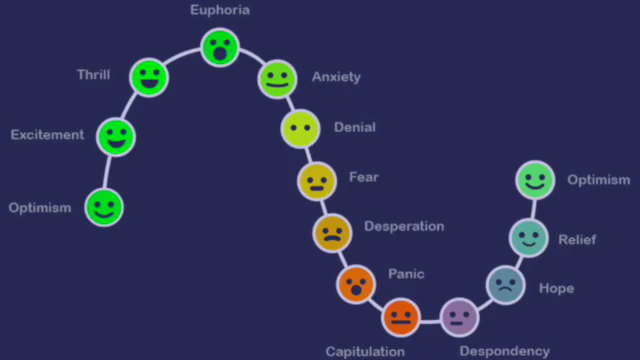 Euphoria
Thrill
Anxiety
Excitement
Denial
Fear
Optimism
Optimism
Desperation
Relief
Panic
Hope
Capitulation
Despondency